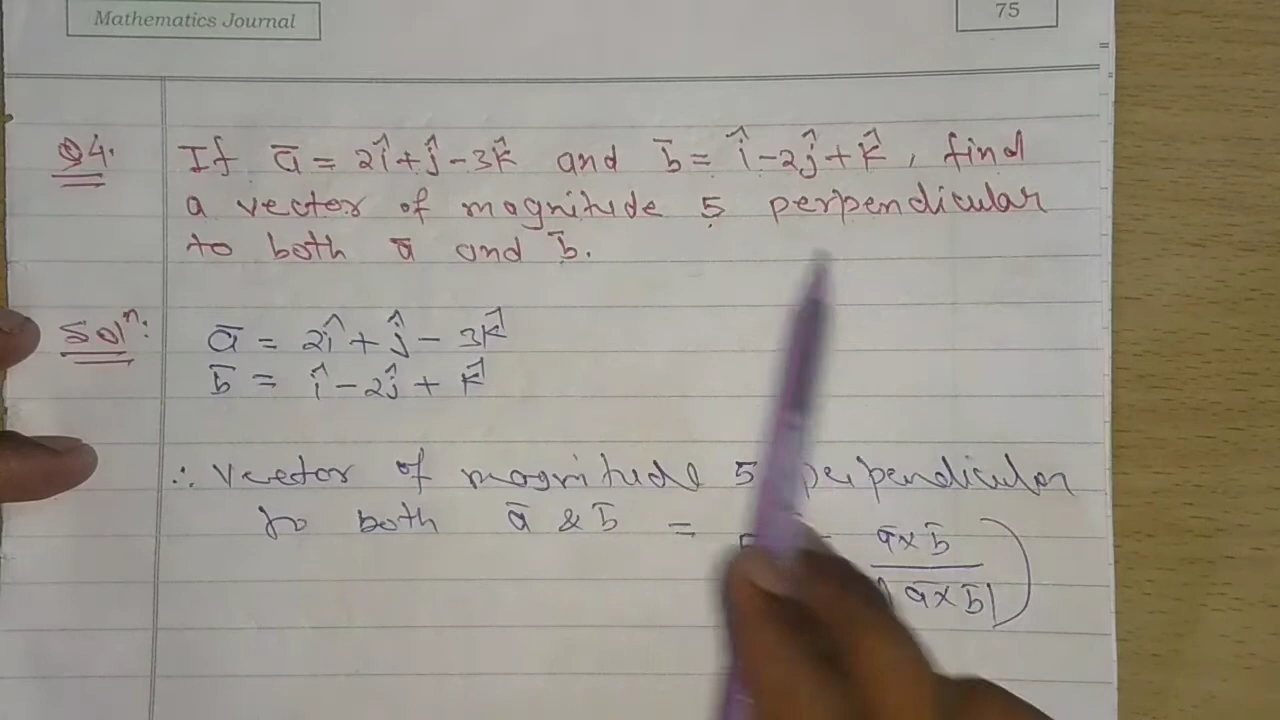 Mathematics Journal
75
Q4. If ā = 2î + ĵ - 3k̂ and b̄ = î - 2ĵ + k̂, find
a vector of magnitude 5 perpendicular
to both ā and b̄.
Solⁿ: ā = 2î + ĵ - 3k̂
b̄ = î - 2ĵ + k̂
∴ vector of magnitude 5 perpendicular
to both ā & b̄ = ā×b̄ / |ā×b̄| )